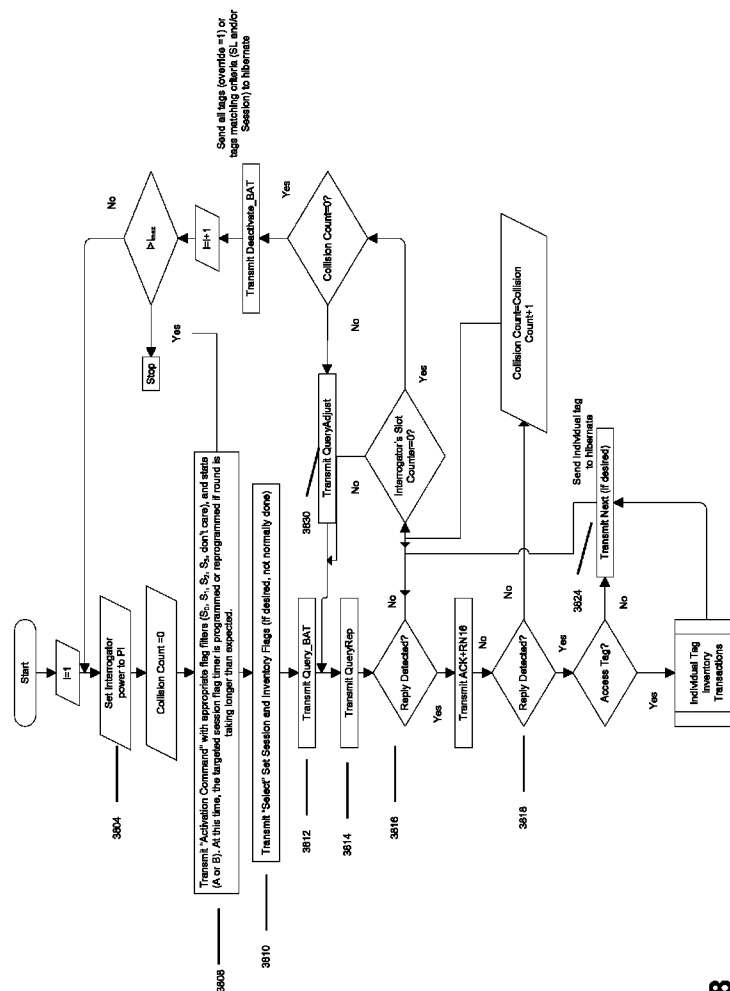 Start
I=1
Set Interrogator
power to PI
3804
Collision Count =0
Transmit "Activation Command" with appropriate flag filters (S0, S1, S2, S3, don't care), and state
(A or B). At this time, the targeted session flag timer is programmed or reprogrammed if round is
taking longer than expected.
3808
Transmit "Select" Set Session and Inventory Flags (if desired, not normally done)
3810
Transmit Query_BAT
3812
Transmit QueryRep
3814
Reply Detected?
3816
No
Yes
Transmit ACK+RN16
No
Reply Detected?
3818
No
Yes
Access Tag?
No
Yes
Individual Tag
Inventory
Transactions
Transmit Next (if desired)
3824
Send Individual tag
to hibernate
Collision Count=Collision
Count+1
Interrogator's Slot
Counter=0?
No
Yes
Transmit QueryAdjust
3830
No
Collision Count=0?
Yes
Transmit Deactivate_BAT
Send all tags (override =1) or
tags matching criteria (SL and/or
Session) to hibernate
I=I+1
I>Imax
No
Yes
Stop